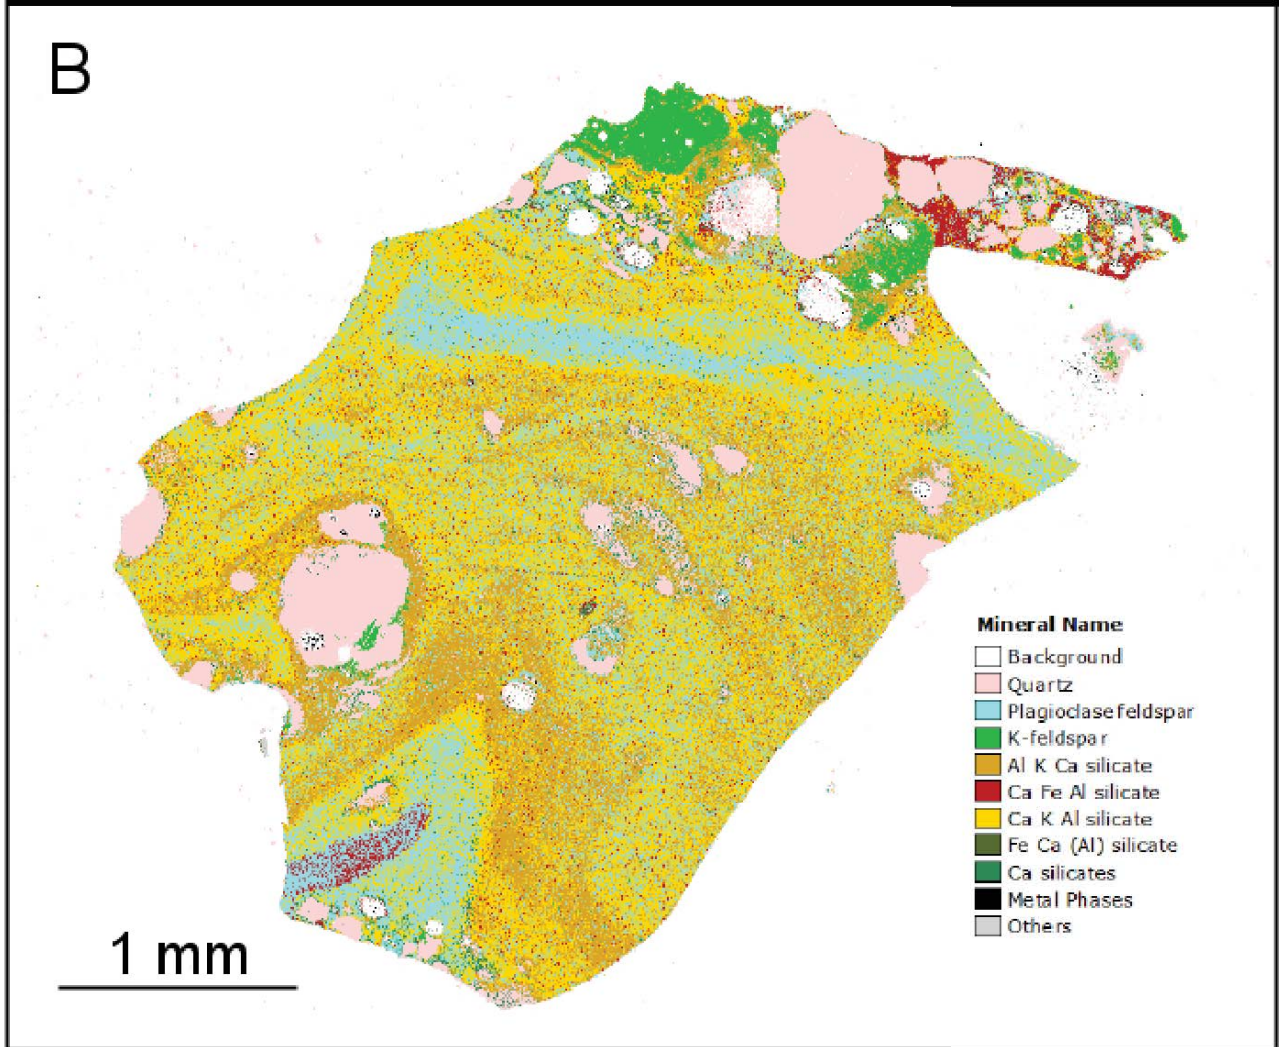 B
Mineral Name
Background
Quartz
Plagioclase feldspar
K-feldspar
Al K Ca silicate
Ca Fe Al silicate
Ca K Al silicate
Fe Ca (Al) silicate
Ca silicates
Metal Phases
Others
1 mm